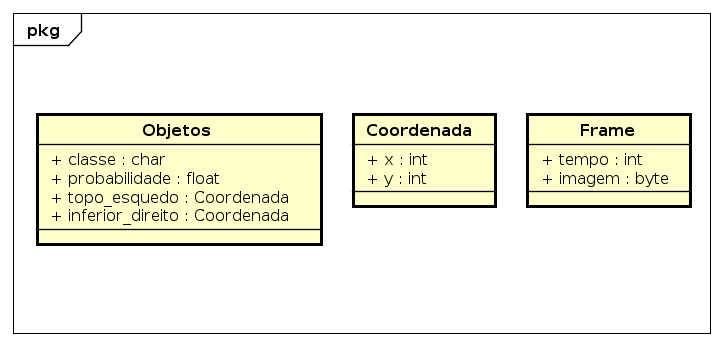 pkg
Objetos
+ classe : char
+ probabilidade : float
+ topo_esquedo : Coordenada
+ inferior_direito : Coordenada
Coordenada
+ x : int
+ y : int
Frame
+ tempo : int
+ imagem : byte